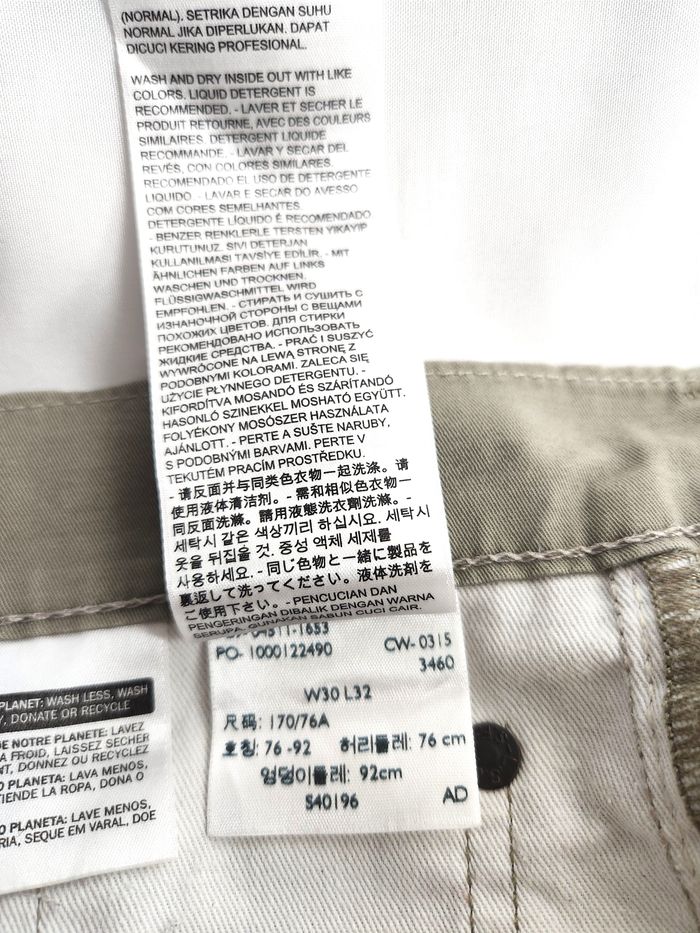 (NORMAL). SETRIKA DENGAN SUHU
NORMAL JIKA DIPERLUKAN. DAPAT
DICUCI KERING PROFESIONAL.
WASH AND DRY INSIDE OUT WITH LIKE
COLORS. LIQUID DETERGENT IS
RECOMMENDED. - LAVER ET SECHER LE
PRODUIT RETOURNE, AVEC DES COULEURS
SIMILAIRES. DETERGENT LIQUIDE
RECOMMANDE. - LAVAR Y SECAR DEL
REVÉS, CON COLORES SIMILARES.
RECOMENDADO EL USO DE DETERGENTE
LIQUIDO. - LAVAR E SECAR DO AVESSO
COM CORES SEMELHANTES.
DETERGENTE LÍQUIDO É RECOMENDADO.
- BENZER RENKLERLE TERSTEN YIKAYIP
KURUTUNUZ. SIVI DETERJAN
KULLANILMASI TAVSİYE EDİLİR. - MIT
ÄHNLICHEN FARBEN AUF LINKS
WASCHEN UND TROCKNEN.
FLÜSSIGWASCHMITTEL WIRD
EMPFOHLEN. - СТИРАТЬ И СУШИТЬ С
ИЗНАНОЧНОЙ СТОРОНЫ С ВЕЩАМИ
ПОХОЖИХ ЦВЕТОВ. ДЛЯ СТИРКИ
РЕКОМЕНДОВАНО ИСПОЛЬЗОВАТЬ
ЖИДКИЕ СРЕДСТВА. - PRAĆ I SUSZYĆ
WYWRÓCONE NA LEWĄ STRONĘ Z
PODOBNYMI KOLORAMI. ZALECA SIĘ
UŻYCIE PŁYNNEGO DETERGENTU. -
KIFORDÍTVA MOSANDÓ ÉS SZÁRÍTANDÓ
HASONLÓ SZINEKKEL MOSHATÓ EGYÜTT.
FOLYÉKONY MOSÓSZER HASZNÁLATA
AJÁNLOTT. - PERTE A SUŠTE NARUBY,
S PODOBNÝMI BARVAMI. PERTE V
TEKUTÉM PRACÍM PROSTŘEDKU.
- 请反面并与同类色衣物一起洗涤。请
使用液体清洁剂。- 需和相似色衣物一
同反面洗滌。請用液態洗衣劑洗滌。-
세탁시 같은 색상끼리 하십시요. 세탁시
옷을 뒤집을 것. 중성 액체 세제를
사용하세요. - 同じ色物と一緒に製品を
裏返して洗ってください。液体洗剤を
ご使用下さい。- PENCUCIAN DAN
PENGERINGAN DIBALIK DENGAN WARNA
SERUPA. GUNAKAN SABUN CUCI CAIR.
04511-1653
PO- 1000122490 CW- 0315
3460
W30 L32
尺码: 170/76A
호칭: 76 -92 허리둘레: 76 cm
엉덩이둘레: 92cm
S40196 AD
PLANET: WASH LESS, WASH
, DONATE OR RECYCLE
DE NOTRE PLANETE: LAVEZ
A FROID, LAISSEZ SECHER
T, DONNEZ OU RECYCLEZ
O PLANETA: LAVA MENOS,
TIENDE LA ROPA, DONA O
O PLANETA: LAVE MENOS,
RIA, SEQUE EM VARAL, DOE